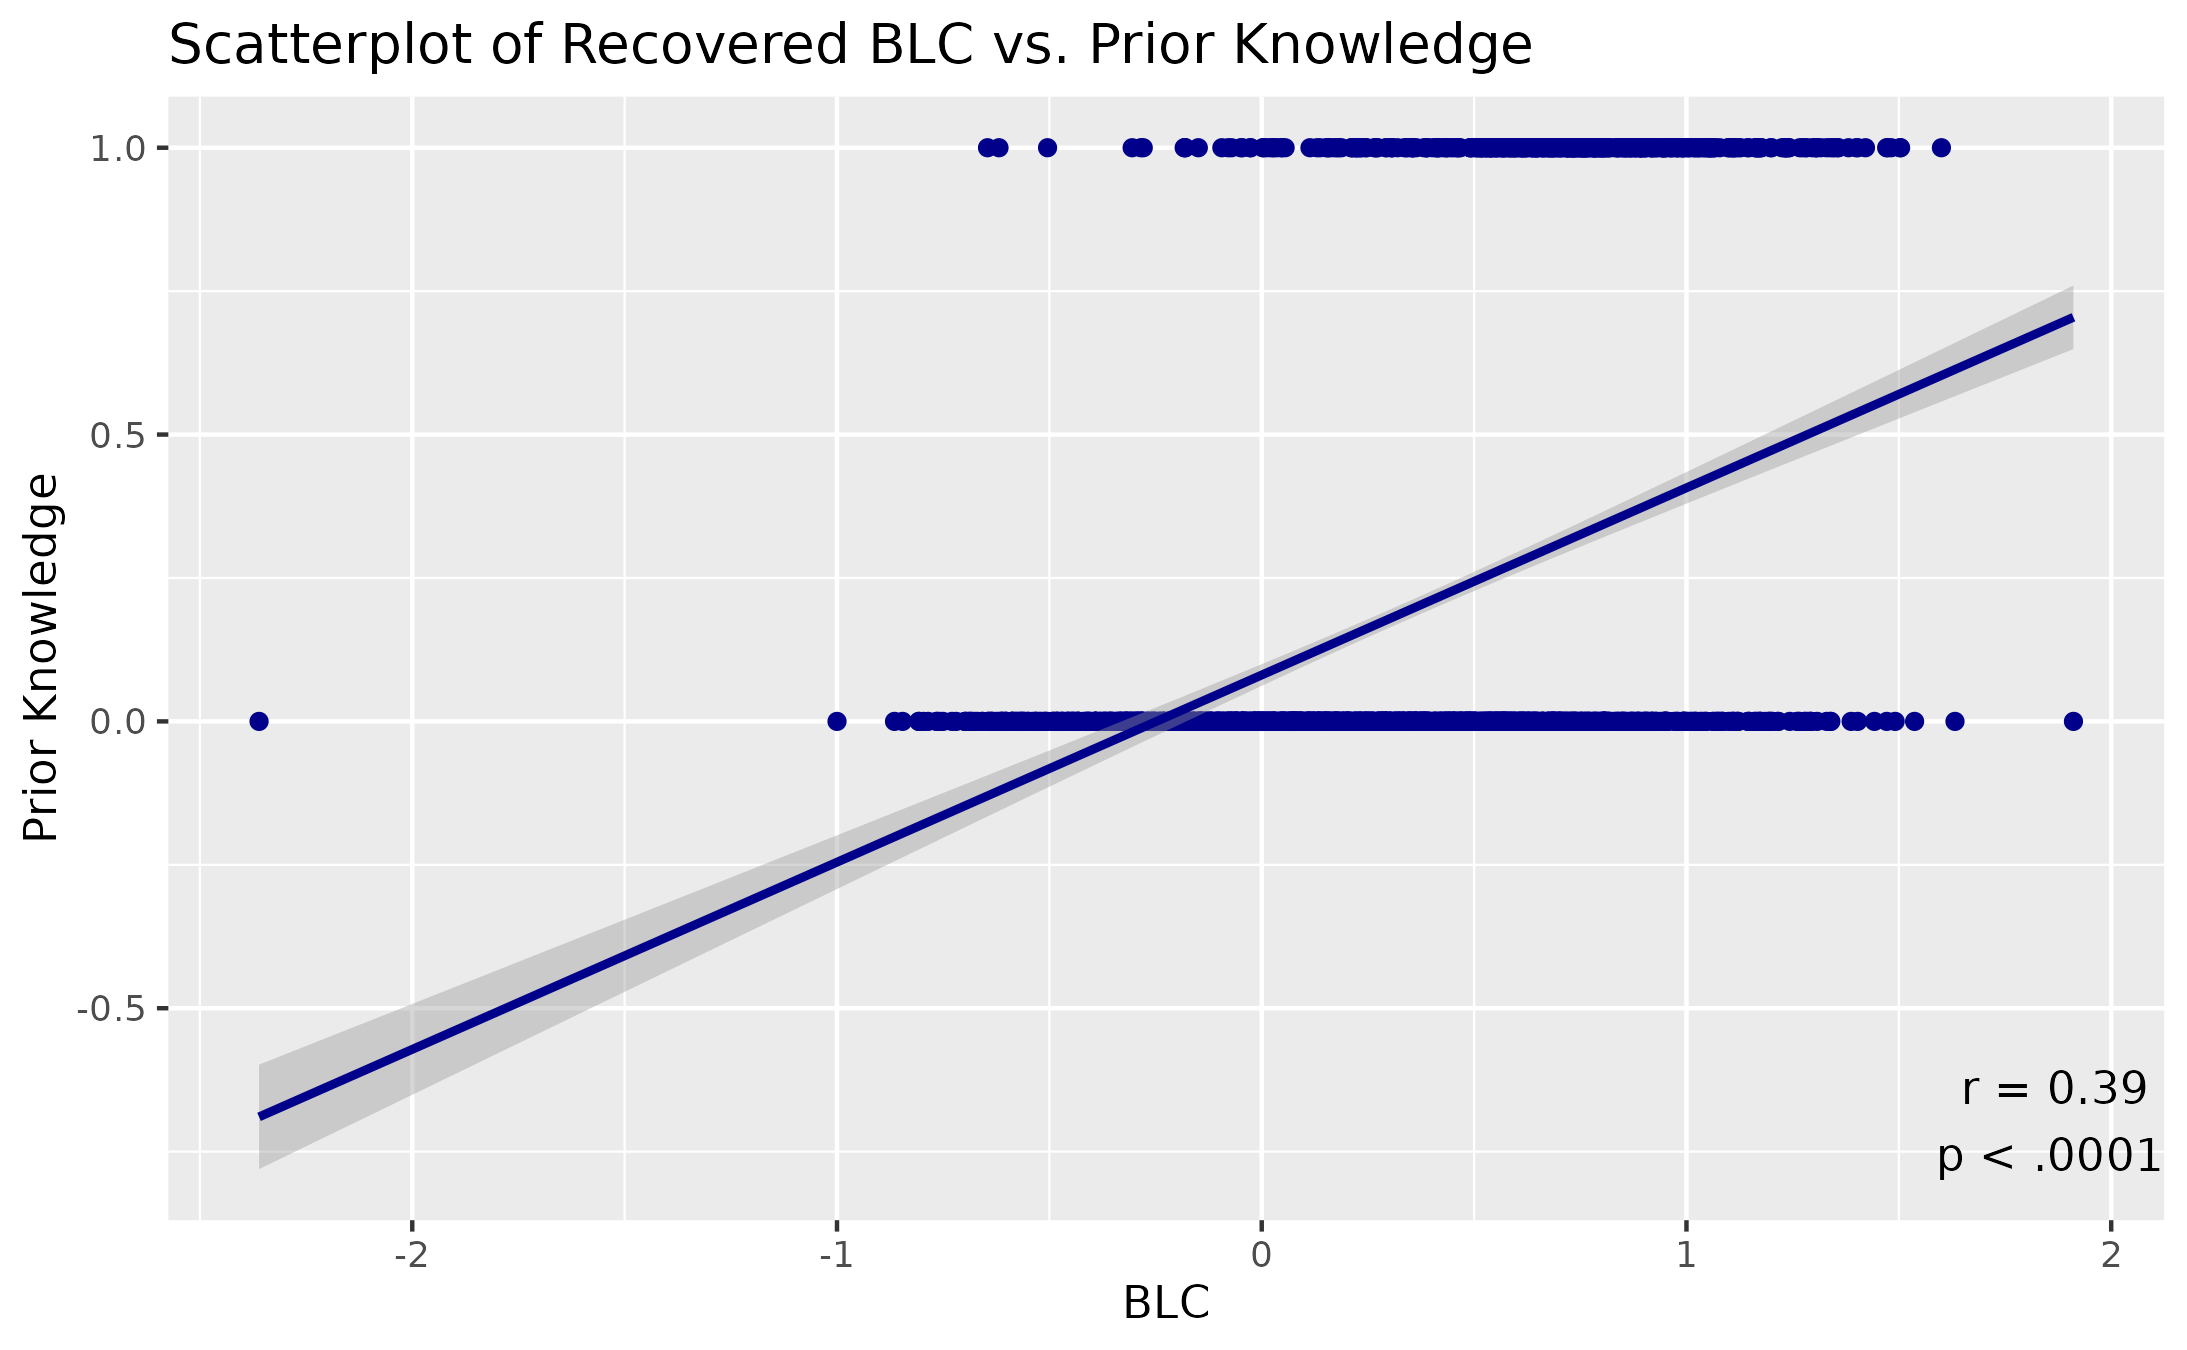 Scatterplot of Recovered BLC vs. Prior Knowledge
Prior Knowledge
1.0
0.5
0.0
-0.5
r = 0.39
p < .0001
-2
-1
0
1
2
BLC